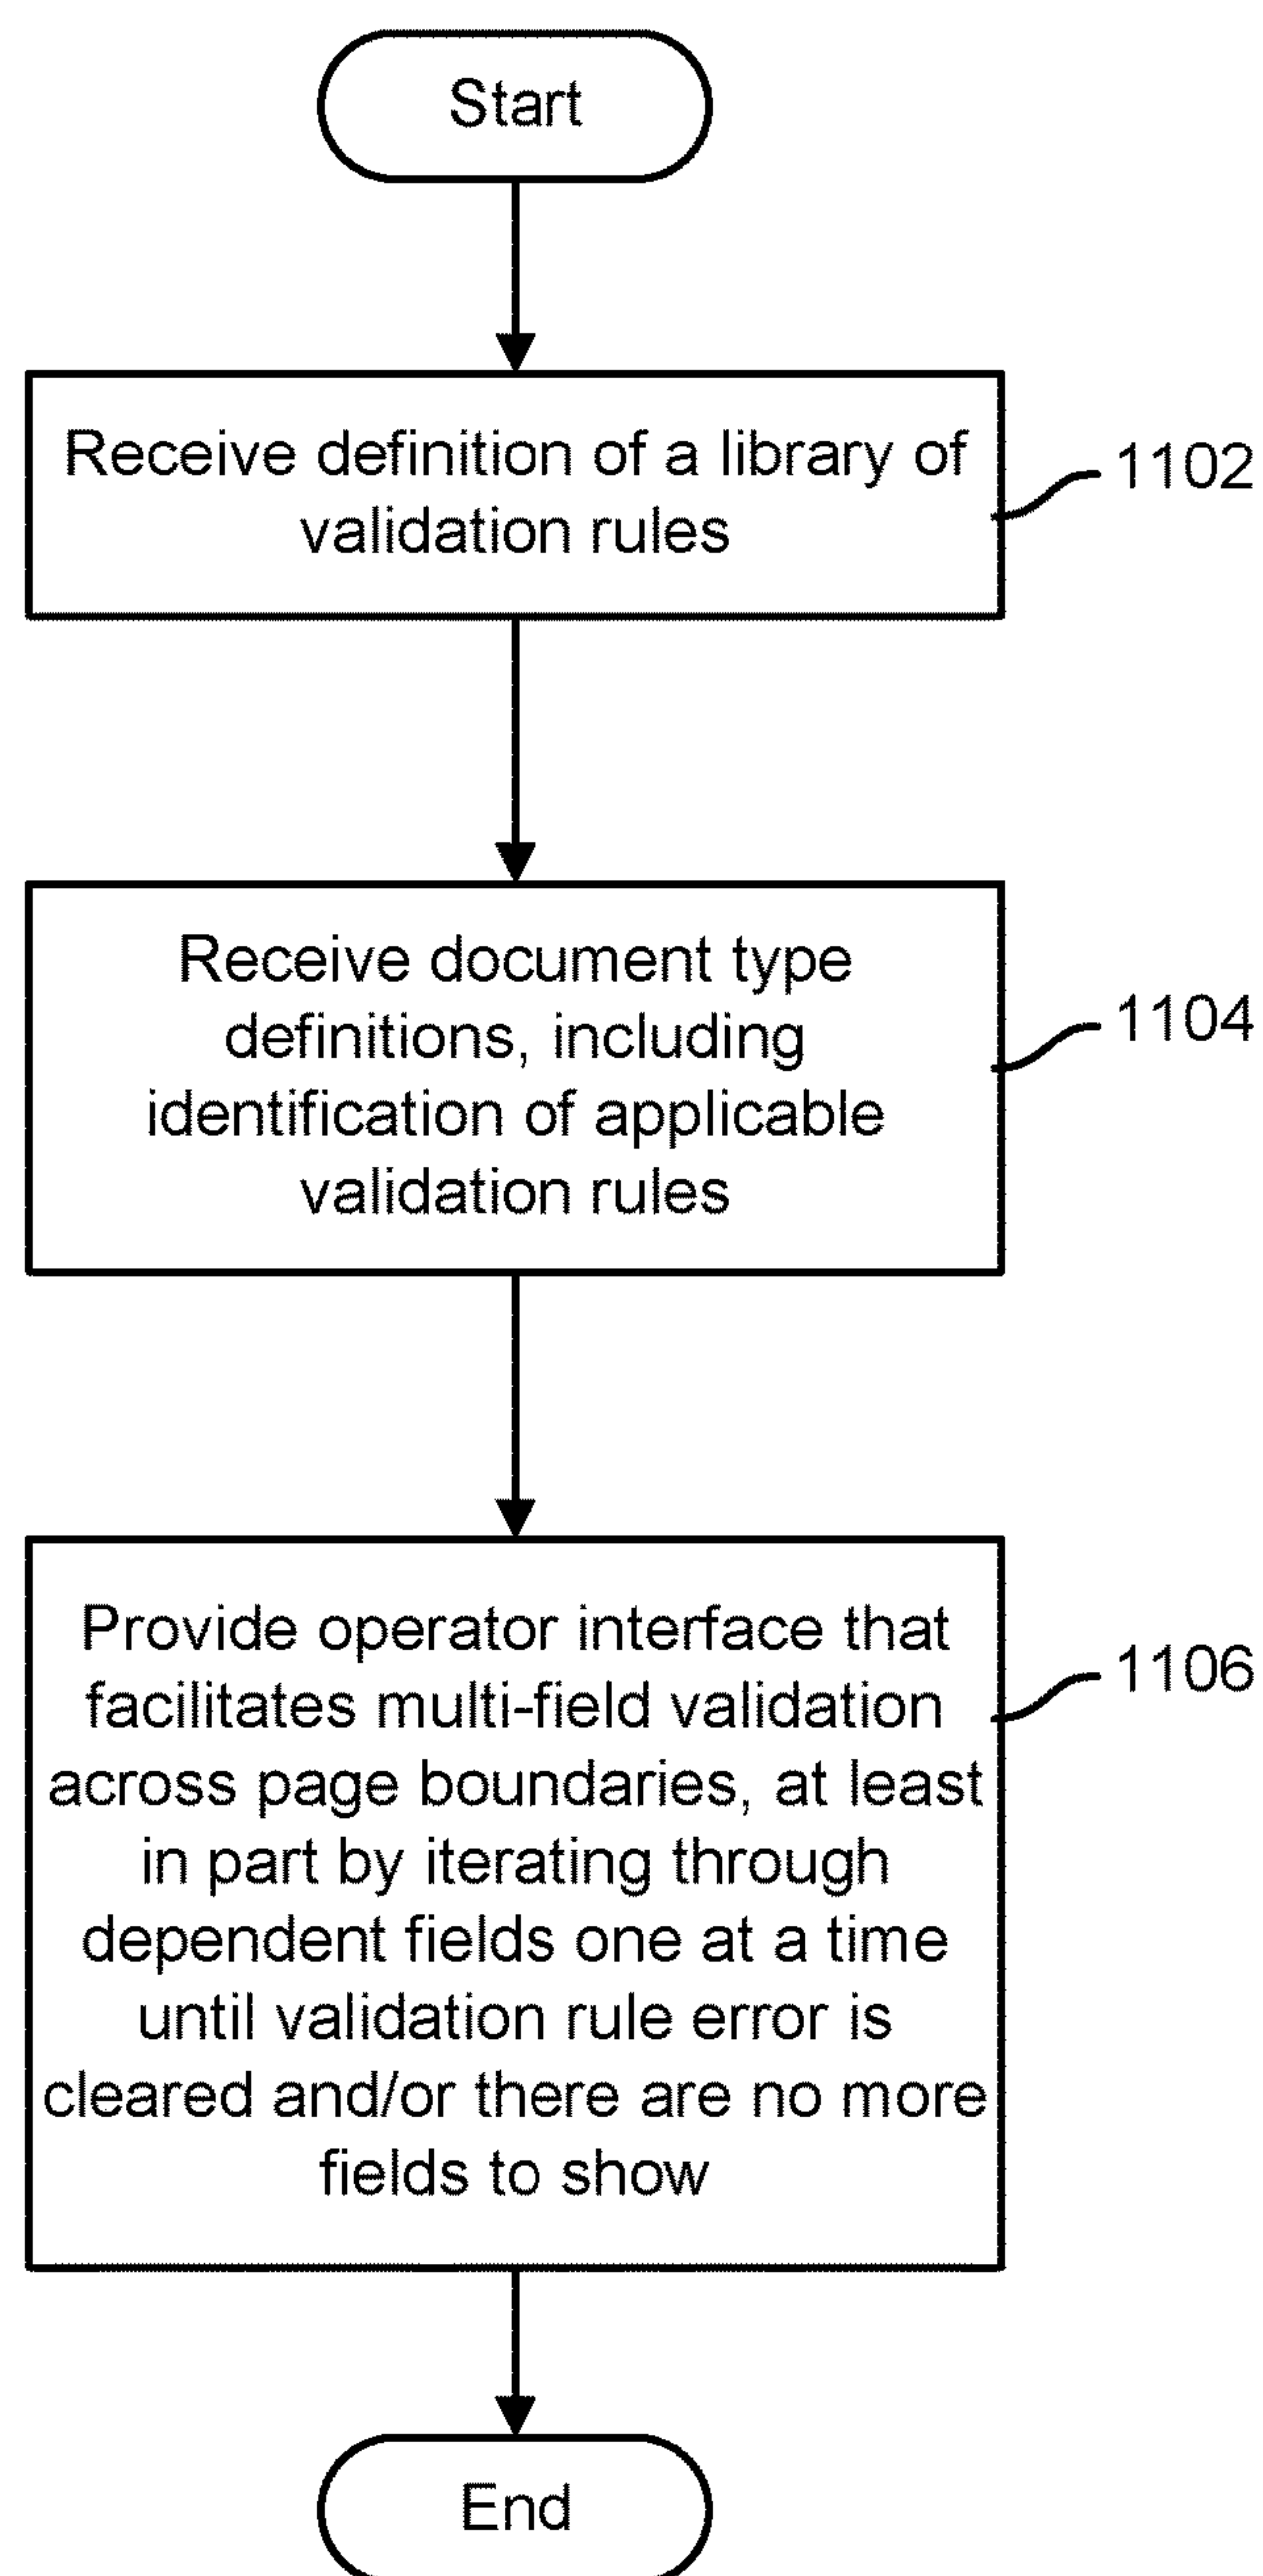 Start
Receive definition of a library of
validation rules
1102
Receive document type
definitions, including
identification of applicable
validation rules
1104
Provide operator interface that
facilitates multi-field validation
across page boundaries, at least
in part by iterating through
dependent fields one at a time
until validation rule error is
cleared and/or there are no more
fields to show
1106
End